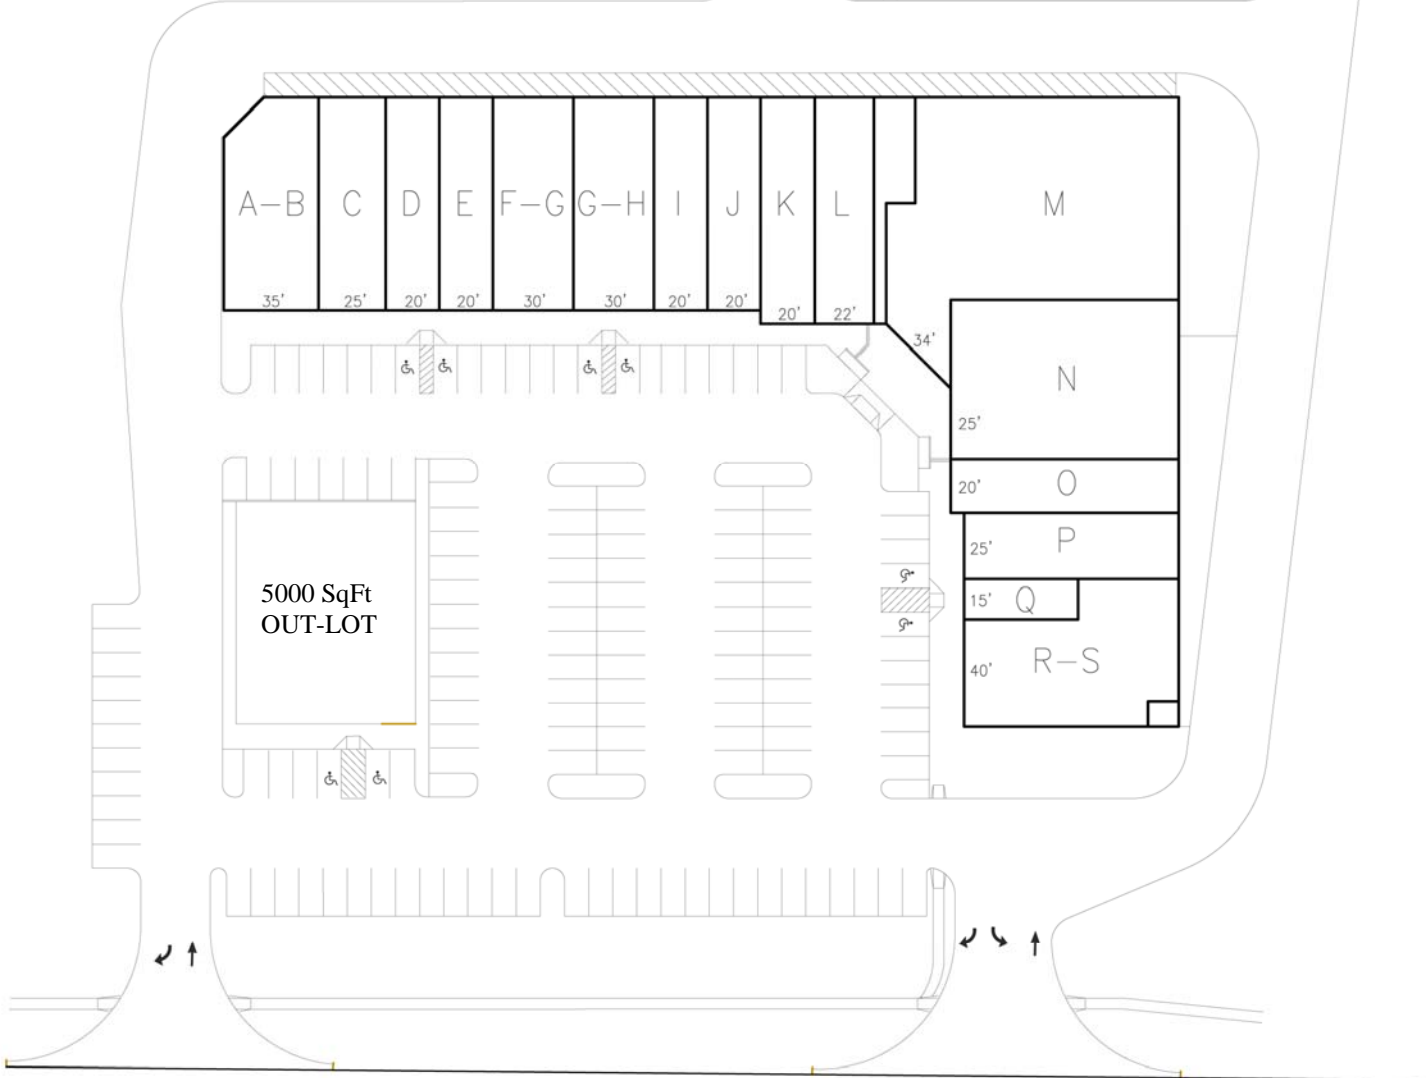 A-B
C
D
E
F-G
G-H
I
J
K
L
M
35'
25'
20'
20'
30'
30'
20'
20'
20'
22'
34'
N
25'
20'
O
25'
P
15'
Q
40'
R-S
5000 SqFt
OUT-LOT